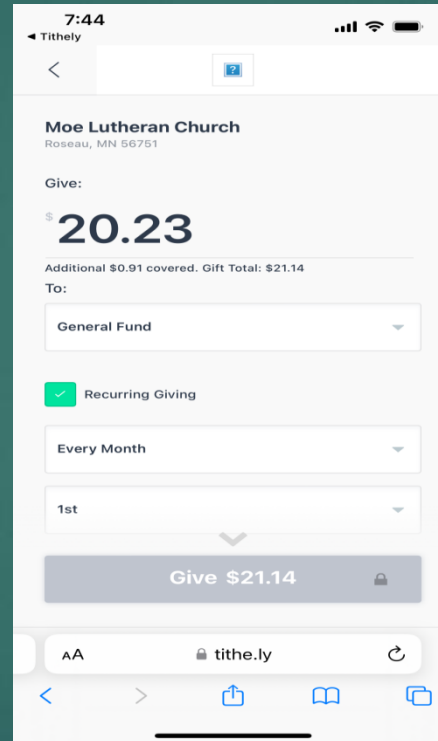 7:44
◀ Tithely
Moe Lutheran Church
Roseau, MN 56751
Give:
$20.23
Additional $0.91 covered. Gift Total: $21.14
To:
General Fund
Recurring Giving
Every Month
1st
Give $21.14
AA tithe.ly